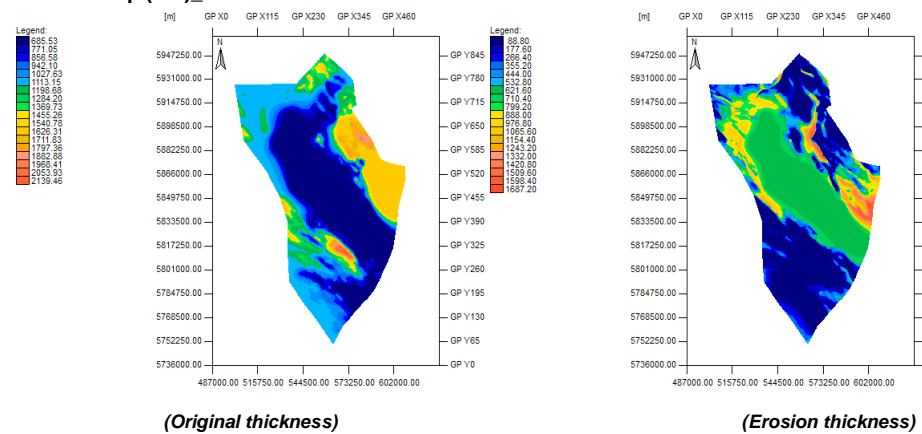 [m] GP X0 GP X115 GP X230 GP X345 GP X460
Legend:
685.53
771.05
856.58
942.10
1027.63
1113.15
1198.68
1284.20
1369.73
1455.26
1540.78
1626.31
1711.83
1797.36
1882.88
1968.41
2053.93
2139.46
N
5947250.00
5931000.00
5914750.00
5898500.00
5882250.00
5866000.00
5849750.00
5833500.00
5817250.00
5801000.00
5784750.00
5768500.00
5752250.00
5736000.00
GP Y845
GP Y780
GP Y715
GP Y650
GP Y585
GP Y520
GP Y455
GP Y390
GP Y325
GP Y260
GP Y195
GP Y130
GP Y65
GP Y0
487000.00 515750.00 544500.00 573250.00 602000.00
(Original thickness)
[m] GP X0 GP X115 GP X230 GP X345 GP X460
Legend:
88.80
177.60
266.40
355.20
444.00
532.80
621.60
710.40
799.20
888.00
976.80
1065.60
1154.40
1243.20
1332.00
1420.80
1509.60
1598.40
1687.20
N
5947250.00
5931000.00
5914750.00
5898500.00
5882250.00
5866000.00
5849750.00
5833500.00
5817250.00
5801000.00
5784750.00
5768500.00
5752250.00
5736000.00
487000.00 515750.00 544500.00 573250.00 602000.00
(Erosion thickness)